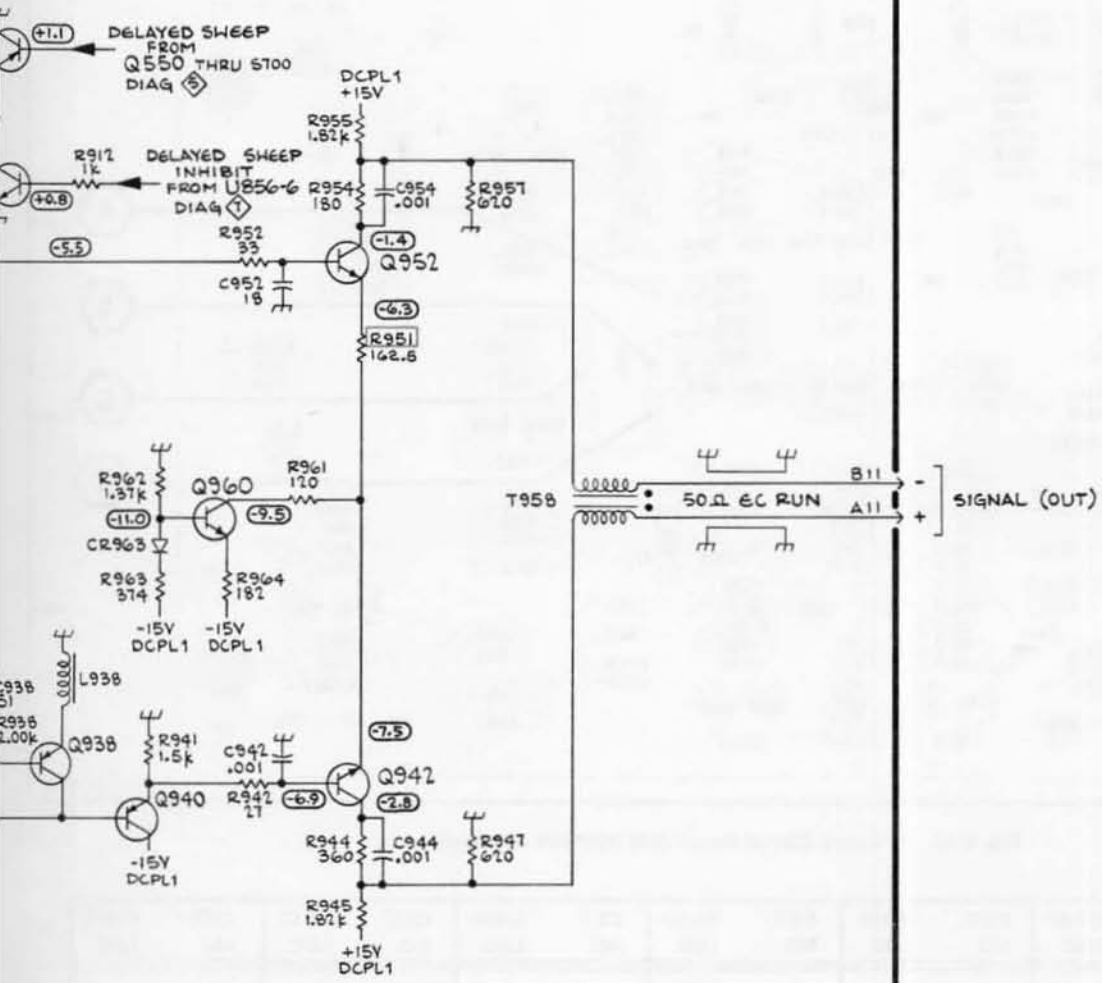 +1.1
DELAYED SWEEP
FROM
Q550 THRU S700
DIAG 5
DCPL1
+15V
R955
1.82k
R912
1k
DELAYED SWEEP
INHIBIT
FROM U856-6
DIAG 7
+0.8
R954
180
C954
.001
R957
620
-5.5
R952
33
-1.4
Q952
C952
18
-6.3
R951
162.5
R962
1.37k
Q960
R961
120
-11.0
-9.5
CR963
R963
374
R964
182
-15V
DCPL1
-15V
DCPL1
T958
50Ω EC RUN
B11
-
A11
+
SIGNAL (OUT)
L938
C938
51
R938
2.00k
Q938
R941
1.5k
C942
.001
-7.5
Q942
Q940
R942
27
-6.9
-2.8
-15V
DCPL1
R944
360
C944
.001
R947
620
R945
1.82k
+15V
DCPL1